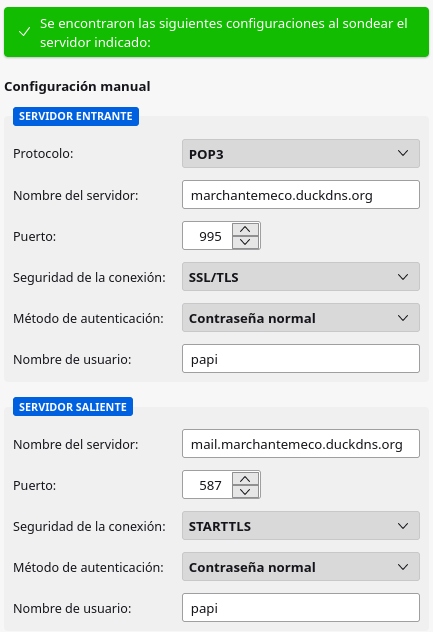 Se encontraron las siguientes configuraciones al sondear el
servidor indicado:
Configuración manual
SERVIDOR ENTRANTE
Protocolo: POP3
Nombre del servidor: marchantemeco.duckdns.org
Puerto: 995
Seguridad de la conexión: SSL/TLS
Método de autenticación: Contraseña normal
Nombre de usuario: papi
SERVIDOR SALIENTE
Nombre del servidor: mail.marchantemeco.duckdns.org
Puerto: 587
Seguridad de la conexión: STARTTLS
Método de autenticación: Contraseña normal
Nombre de usuario: papi